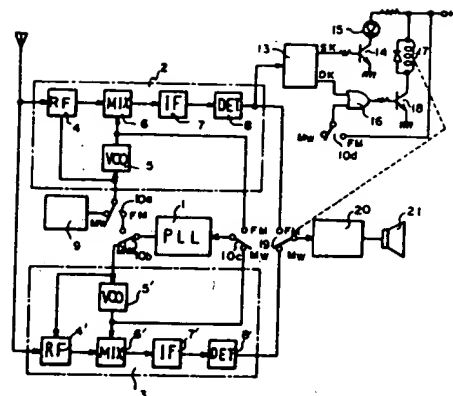 15
13
SK
14
17
DK
16
18
MW
FM
10d
2
RF
MIX
IF
DET
4
6
7
8
VCO
5
10a
FM
MW
9
1
PLL
10b
FM
10c
MW
FM
19
MW
20
21
VCO
5'
4'
6'
7'
8'
RF
MIX
IF
DET
3